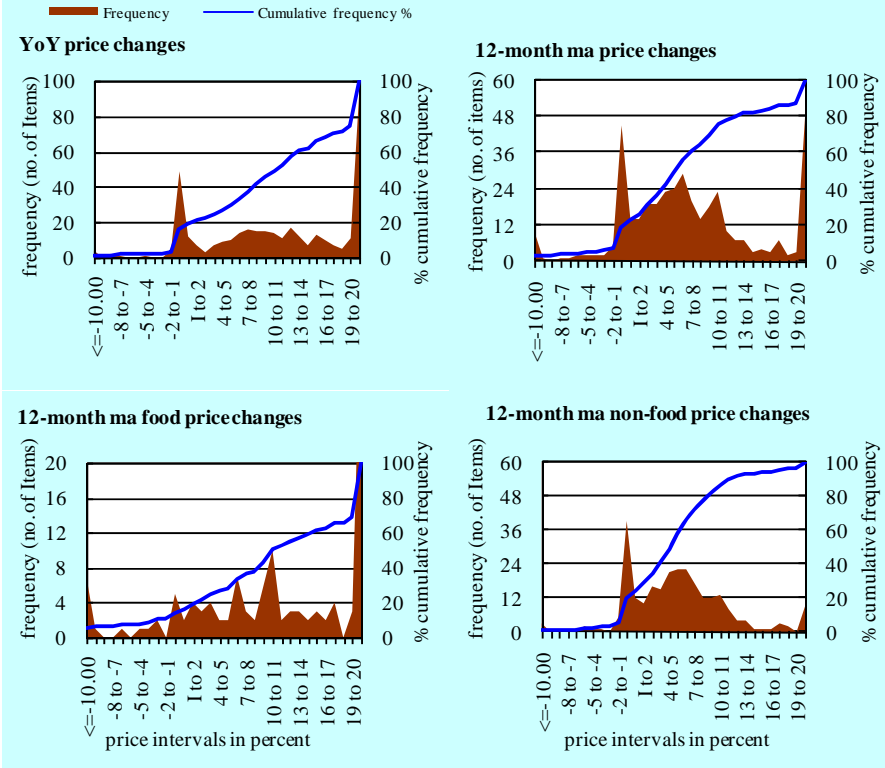 Frequency Cumulative frequency %
YoY price changes
frequency (no. of Items)
100
80
60
40
20
0
100
80
60
40
20
0
% cumulative frequency
<=-10.00
-8 to -7
-5 to -4
-2 to -1
I to 2
4 to 5
7 to 8
10 to 11
13 to 14
16 to 17
19 to 20
12-month ma price changes
frequency (no. of items)
60
48
36
24
12
0
100
80
60
40
20
0
% cumulative frequency
<=-10.00
-8 to -7
-5 to -4
-2 to -1
I to 2
4 to 5
7 to 8
10 to 11
13 to 14
16 to 17
19 to 20
12-month ma food price changes
frequency (no. of Items)
20
16
12
8
4
0
100
80
60
40
20
0
% cumulative frequency
<=-10.00
-8 to -7
-5 to -4
-2 to -1
I to 2
4 to 5
7 to 8
10 to 11
13 to 14
16 to 17
19 to 20
price intervals in percent
12-month ma non-food price changes
frequency (no. of Items)
60
48
36
24
12
0
100
80
60
40
20
0
% cumulative frequency
<=-10.00
-8 to -7
-5 to -4
-2 to -1
I to 2
4 to 5
7 to 8
10 to 11
13 to 14
16 to 17
19 to 20
price intervals in percent